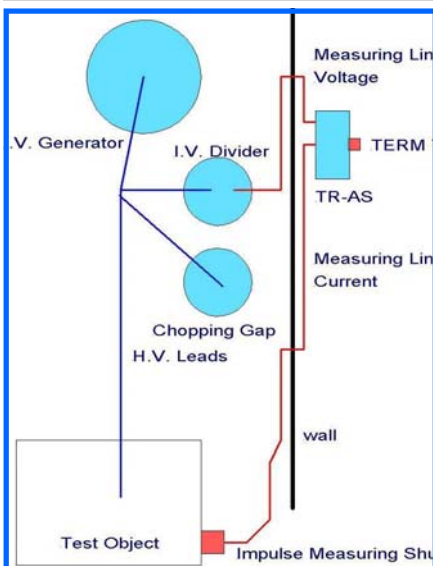 Measuring Lin
Voltage
.V. Generator
I.V. Divider
TERM
TR-AS
Measuring Lin
Current
Chopping Gap
H.V. Leads
wall
Test Object
Impulse Measuring Shu